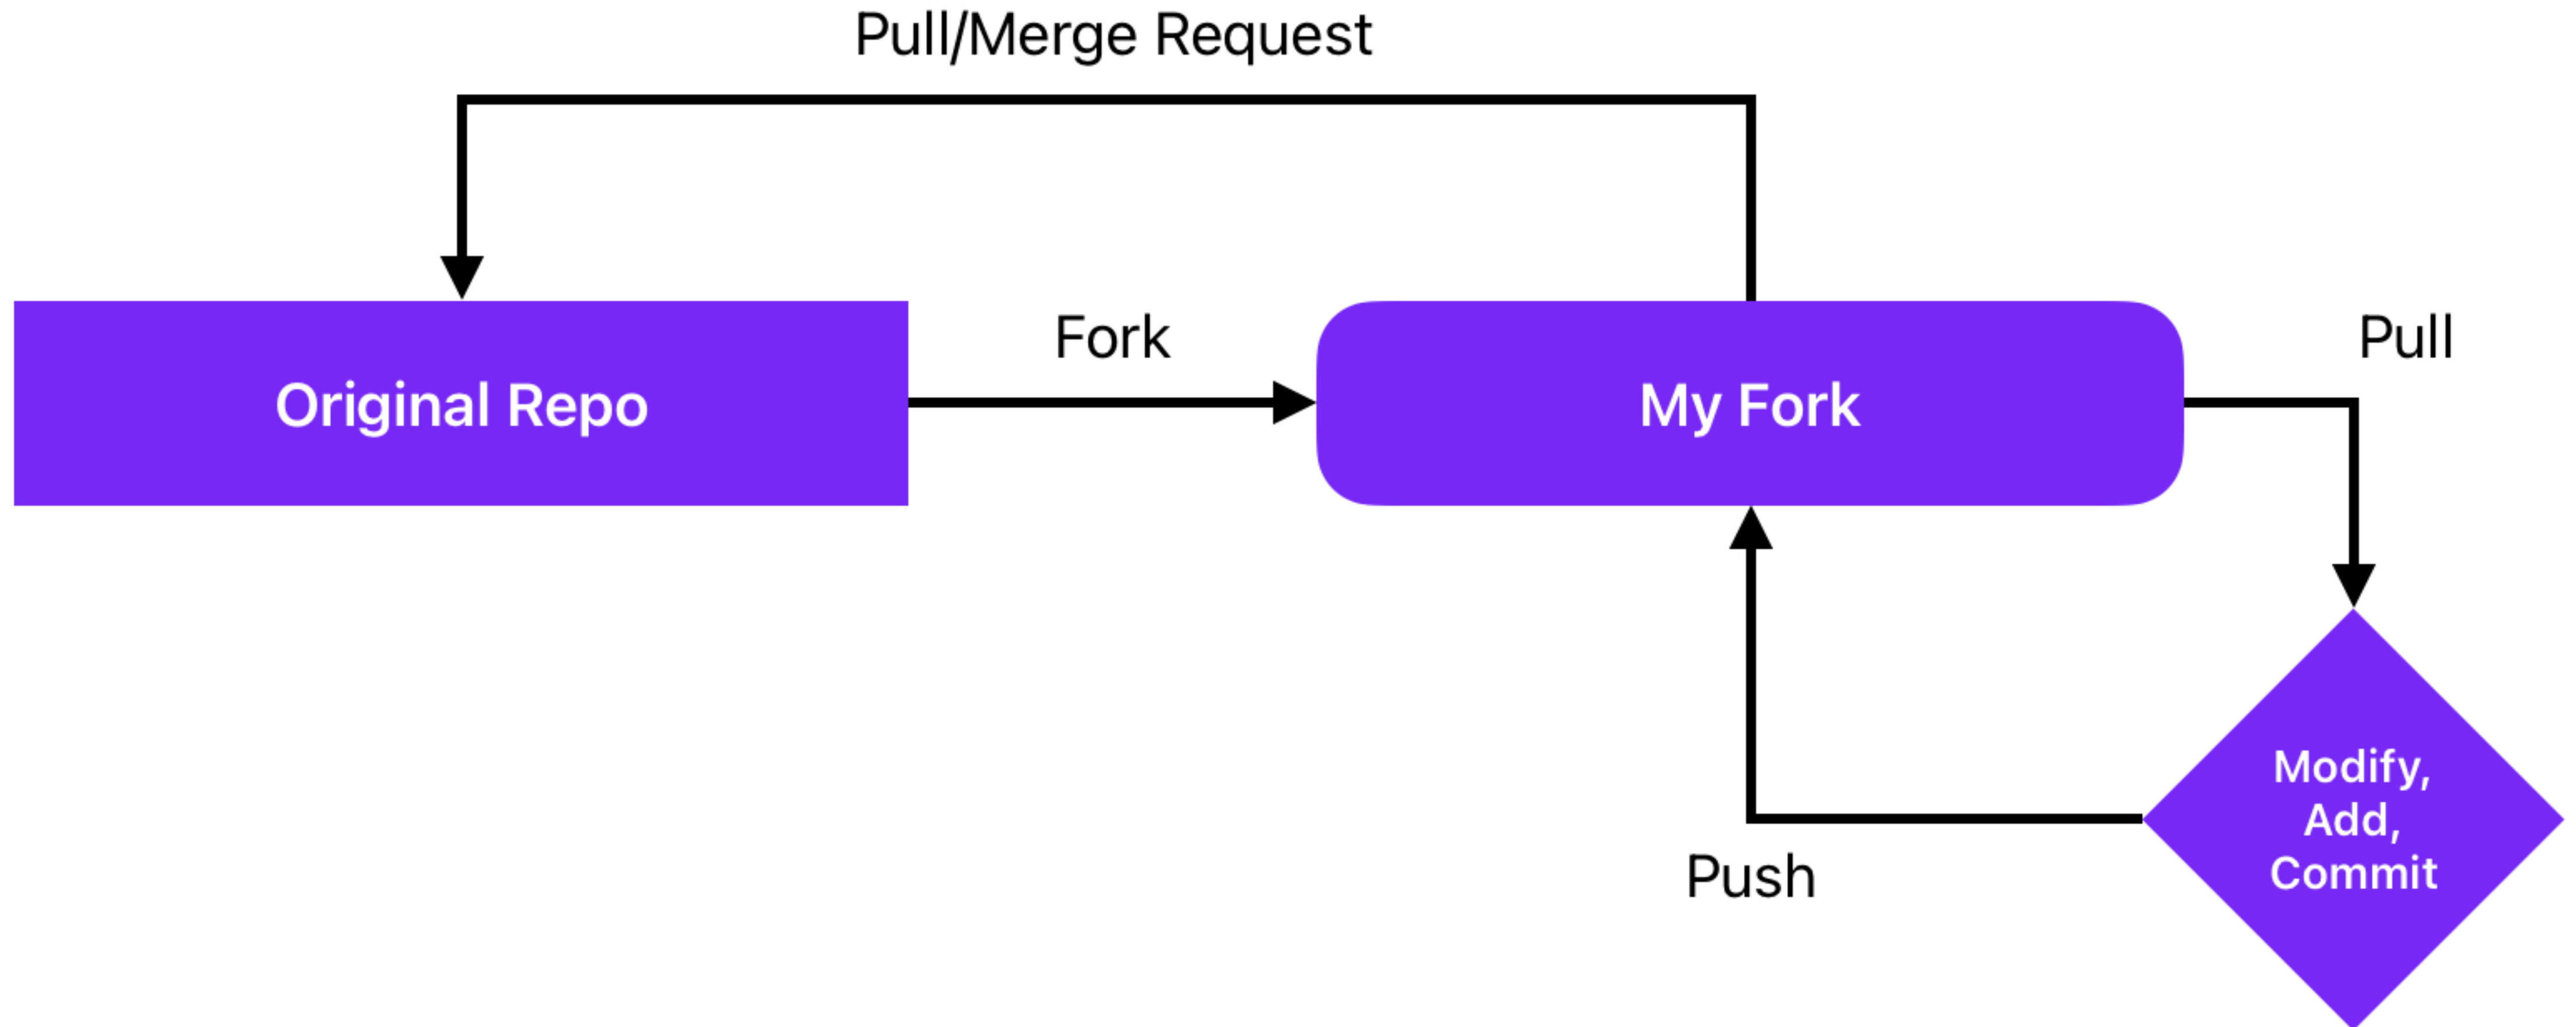 Pull/Merge Request
Fork
Pull
Original Repo
My Fork
Modify,
Add,
Commit
Push